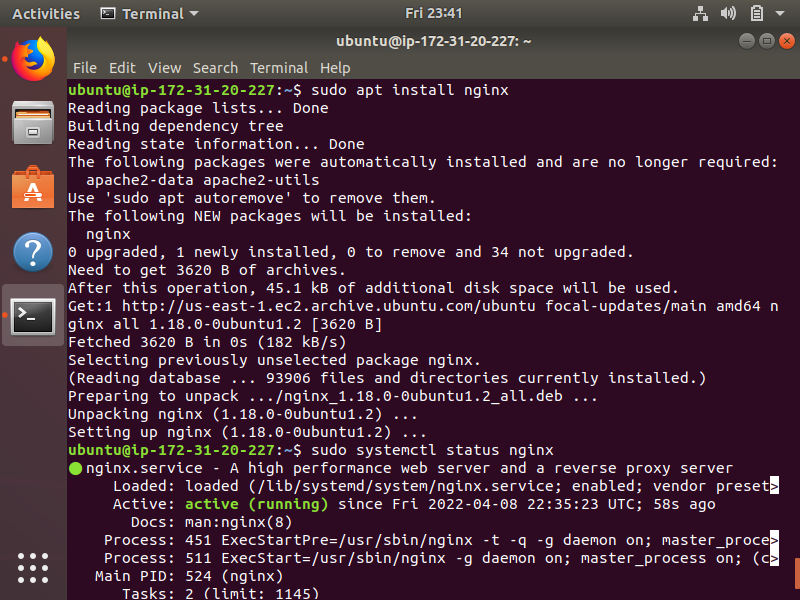 Activities Terminal Fri 23:41
ubuntu@ip-172-31-20-227: ~
File Edit View Search Terminal Help
ubuntu@ip-172-31-20-227:~$ sudo apt install nginx
Reading package lists... Done
Building dependency tree
Reading state information... Done
The following packages were automatically installed and are no longer required:
  apache2-data apache2-utils
Use 'sudo apt autoremove' to remove them.
The following NEW packages will be installed:
  nginx
0 upgraded, 1 newly installed, 0 to remove and 34 not upgraded.
Need to get 3620 B of archives.
After this operation, 45.1 kB of additional disk space will be used.
Get:1 http://us-east-1.ec2.archive.ubuntu.com/ubuntu focal-updates/main amd64 n
ginx all 1.18.0-0ubuntu1.2 [3620 B]
Fetched 3620 B in 0s (182 kB/s)
Selecting previously unselected package nginx.
(Reading database ... 93906 files and directories currently installed.)
Preparing to unpack .../nginx_1.18.0-0ubuntu1.2_all.deb ...
Unpacking nginx (1.18.0-0ubuntu1.2) ...
Setting up nginx (1.18.0-0ubuntu1.2) ...
ubuntu@ip-172-31-20-227:~$ sudo systemctl status nginx
● nginx.service - A high performance web server and a reverse proxy server
     Loaded: loaded (/lib/systemd/system/nginx.service; enabled; vendor preset>
     Active: active (running) since Fri 2022-04-08 22:35:23 UTC; 58s ago
       Docs: man:nginx(8)
    Process: 451 ExecStartPre=/usr/sbin/nginx -t -q -g daemon on; master_proce>
    Process: 511 ExecStart=/usr/sbin/nginx -g daemon on; master_process on; (c>
   Main PID: 524 (nginx)
      Tasks: 2 (limit: 1145)